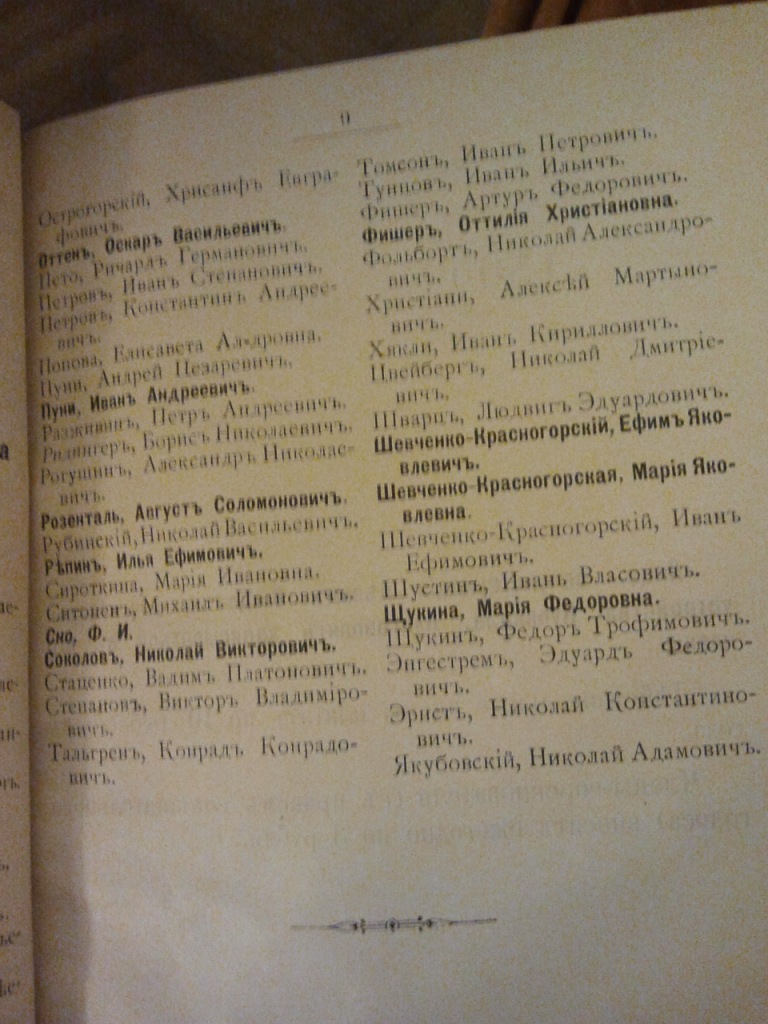 9
Острогорскій, Хрисанфъ Евгра-
фовичъ.
Оттенъ, Оскаръ Васильевичъ.
Пето, Ричардъ Германовичъ.
Петровъ, Иванъ Степановичъ.
Петровъ, Константинъ Андрее-
вичъ.
Попова, Елисавета Ал-дровна.
Пуни, Андрей Цезаревичъ.
Пуни, Иванъ Андреевичъ.
Разживинъ, Петръ Андреевичъ.
Ридингеръ, Борисъ Николаевичъ.
Рогушинъ, Александръ Николае-
вичъ.
Розенталь, Августъ Соломоновичъ.
Рубинскій, Николай Васильевичъ.
Рѣпинъ, Илья Ефимовичъ.
Сироткина, Марія Ивановна.
Ситоненъ, Михаилъ Ивановичъ.
Сно, Ф. И.
Соколовъ, Николай Викторовичъ.
Стаценко, Вадимъ Платоновичъ.
Степановъ, Викторъ Владиміро-
вичъ.
Тальгренъ, Конрадъ Конрадо-
вичъ.
Томсонъ, Иванъ Петровичъ.
Тунновъ, Иванъ Ильичъ.
Фишеръ, Артуръ Федоровичъ.
Фишеръ, Оттилія Христіановна.
Фольбортъ, Николай Александро-
вичъ.
Христіани, Алексѣй Мартыно-
вичъ.
Хякли, Иванъ Кирилловичъ.
Цвейбергъ, Николай Дмитріе-
вичъ.
Шварцъ, Людвигъ Эдуардовичъ.
Шевченко-Красногорскій, Ефимъ Яко-
влевичъ.
Шевченко-Красногорская, Марія Яко-
влевна.
Шевченко-Красногорскій, Иванъ
Ефимовичъ.
Шустинъ, Иванъ Власовичъ.
Щукина, Марія Федоровна.
Щукинъ, Федоръ Трофимовичъ.
Энгестремъ, Эдуардъ Федоро-
вичъ.
Эрнстъ, Николай Константино-
вичъ.
Якубовскій, Николай Адамовичъ.